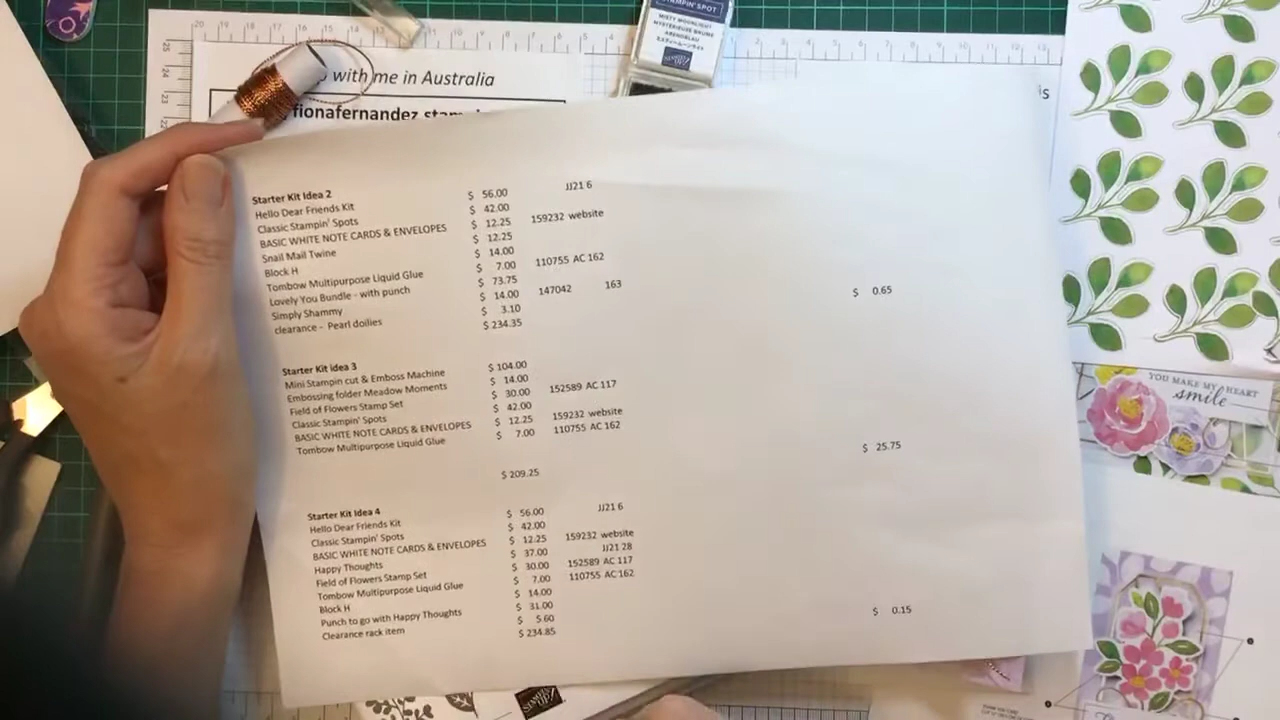 STAMPIN' SPOT
MISTY MOONLIGHT
with me in Australia
fionafernandez
Starter Kit Idea 2
Hello Dear Friends Kit $ 56.00 JJ21 6
Classic Stampin' Spots $ 42.00
BASIC WHITE NOTE CARDS & ENVELOPES $ 12.25 159232 website
Snail Mail Twine $ 12.25
Block H $ 14.00
Tombow Multipurpose Liquid Glue $ 7.00 110755 AC 162
Lovely You Bundle - with punch $ 73.75
Simply Shammy $ 14.00 147042 163
clearance - Pearl doilies $ 3.10
$ 234.35 $ 0.65
Starter Kit idea 3
Mini Stampin cut & Emboss Machine $ 104.00
Embossing folder Meadow Moments $ 14.00
Field of Flowers Stamp Set $ 30.00 152589 AC 117
Classic Stampin' Spots $ 42.00
BASIC WHITE NOTE CARDS & ENVELOPES $ 12.25 159232 website
Tombow Multipurpose Liquid Glue $ 7.00 110755 AC 162
$ 209.25 $ 25.75
Starter Kit Idea 4
Hello Dear Friends Kit $ 56.00 JJ21 6
Classic Stampin' Spots $ 42.00
BASIC WHITE NOTE CARDS & ENVELOPES $ 12.25 159232 website
Happy Thoughts $ 37.00 JJ21 28
Field of Flowers Stamp Set $ 30.00 152589 AC 117
Tombow Multipurpose Liquid Glue $ 7.00 110755 AC 162
Block H $ 14.00
Punch to go with Happy Thoughts $ 31.00
Clearance rack item $ 5.60
$ 234.85 $ 0.15
YOU MAKE MY HEART
smile
STAMPIN' UP!